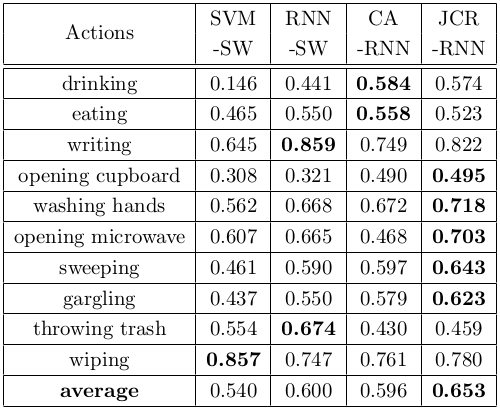 Actions SVM -SW RNN -SW CA -RNN JCR -RNN
drinking 0.146 0.441 0.584 0.574
eating 0.465 0.550 0.558 0.523
writing 0.645 0.859 0.749 0.822
opening cupboard 0.308 0.321 0.490 0.495
washing hands 0.562 0.668 0.672 0.718
opening microwave 0.607 0.665 0.468 0.703
sweeping 0.461 0.590 0.597 0.643
gargling 0.437 0.550 0.579 0.623
throwing trash 0.554 0.674 0.430 0.459
wiping 0.857 0.747 0.761 0.780
average 0.540 0.600 0.596 0.653